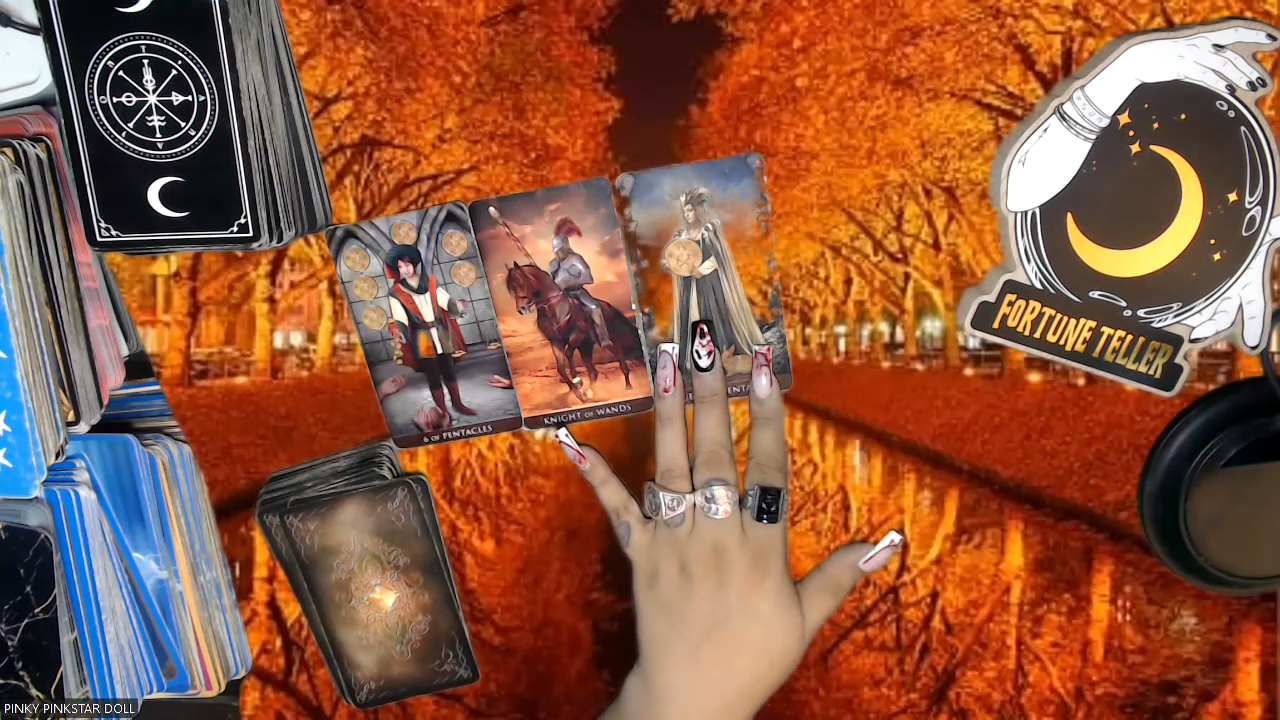 6 OF PENTACLES
KNIGHT OF WANDS
FORTUNE TELLER
PINKY PINKSTAR DOLL